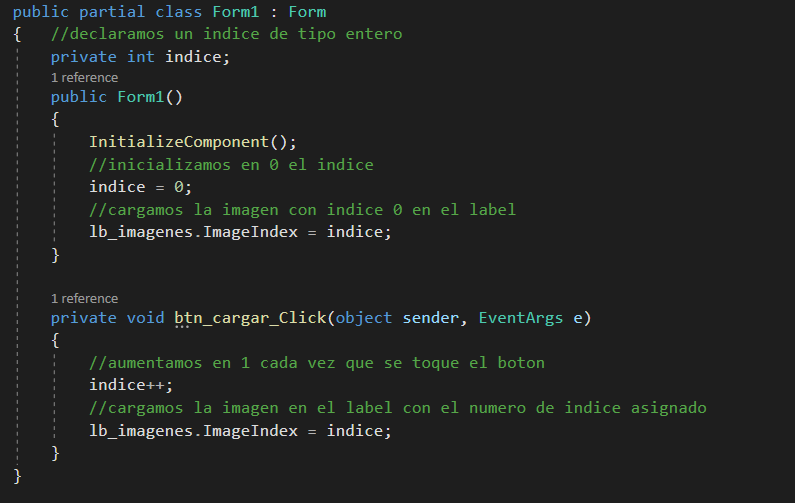 public partial class Form1 : Form
{   //declaramos un indice de tipo entero
    private int indice;
    1 reference
    public Form1()
    {
        InitializeComponent();
        //inicializamos en 0 el indice
        indice = 0;
        //cargamos la imagen con indice 0 en el label
        lb_imagenes.ImageIndex = indice;
    }

    1 reference
    private void btn_cargar_Click(object sender, EventArgs e)
    {
        //aumentamos en 1 cada vez que se toque el boton
        indice++;
        //cargamos la imagen en el label con el numero de indice asignado
        lb_imagenes.ImageIndex = indice;
    }
}